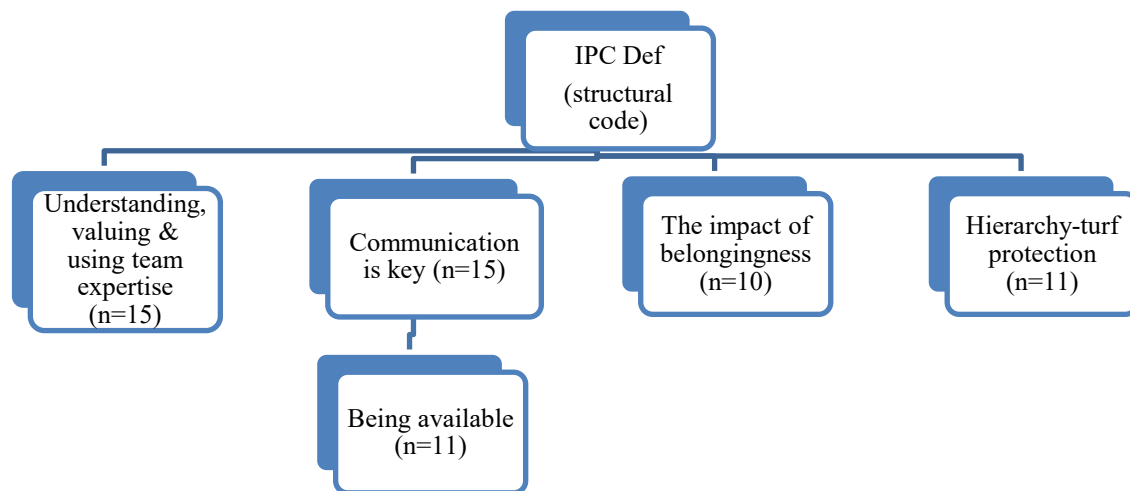 IPC Def
(structural
code)
Understanding,
valuing &
using team
expertise
(n=15)
Communication
is key (n=15)
The impact of
belongingness
(n=10)
Hierarchy-turf
protection
(n=11)
Being available
(n=11)